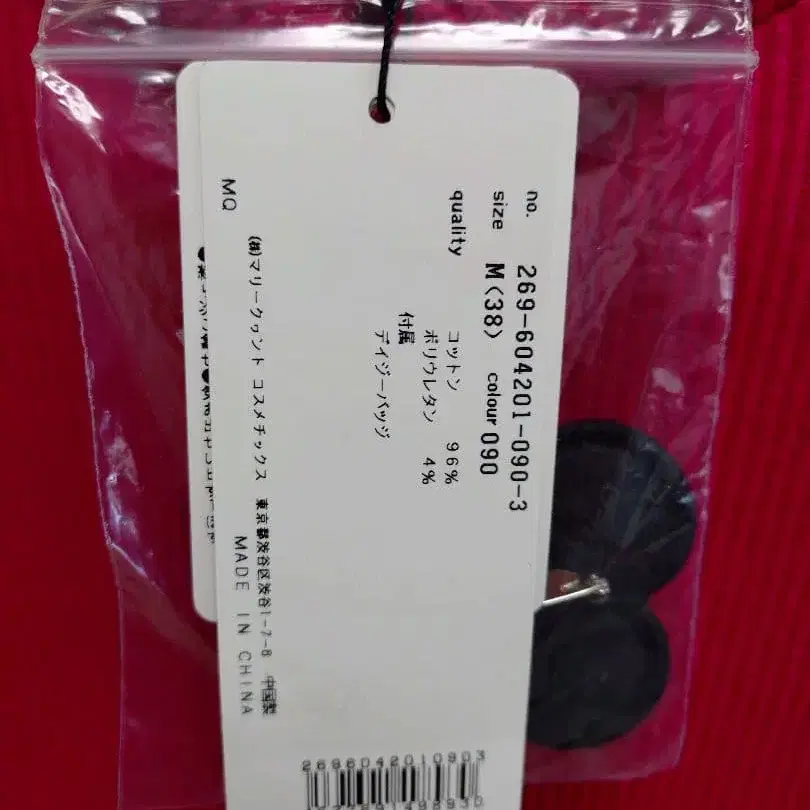 no. 269-604201-090-3
size M(38) colour 090
quality コットン 96%
ポリウレタン 4%
付属
デイジーバッジ
㈱マリークヮント コスメチックス 東京都渋谷区渋谷1-7-8 中国製
MQ MADE IN CHINA
2696042010903